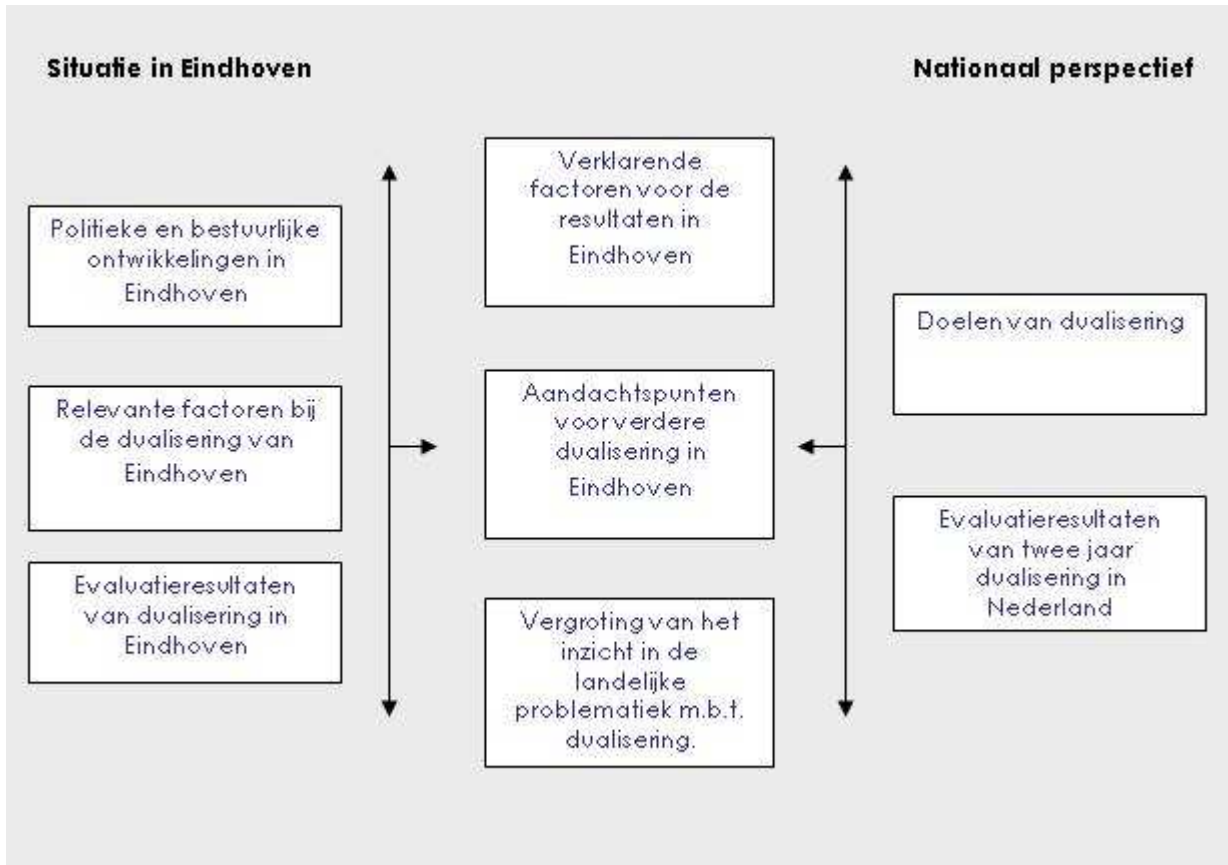 Situatie in Eindhoven
Nationaal perspectief
Politieke en bestuurlijke
ontwikkelingen in
Eindhoven
Relevante factoren bij
de dualisering van
Eindhoven
Evaluatieresultaten
van dualisering in
Eindhoven
Verklarende
factoren voor de
resultaten in
Eindhoven
Aandachtspunten
voor verdere
dualisering in
Eindhoven
Vergroting van het
inzicht in de
landelijke
problematiek m.b.t.
dualisering.
Doelen van dualisering
Evaluatieresultaten
van twee jaar
dualisering in
Nederland